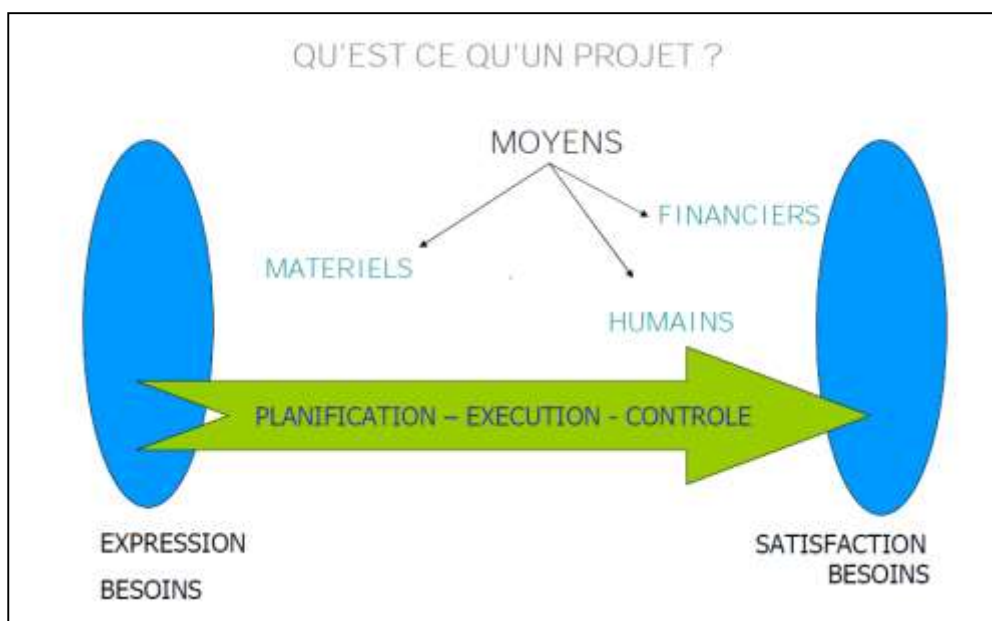 QU'EST CE QU'UN PROJET ?
MOYENS
FINANCIERS
MATERIELS
HUMAINS
PLANIFICATION – EXECUTION - CONTROLE
EXPRESSION
BESOINS
SATISFACTION
BESOINS